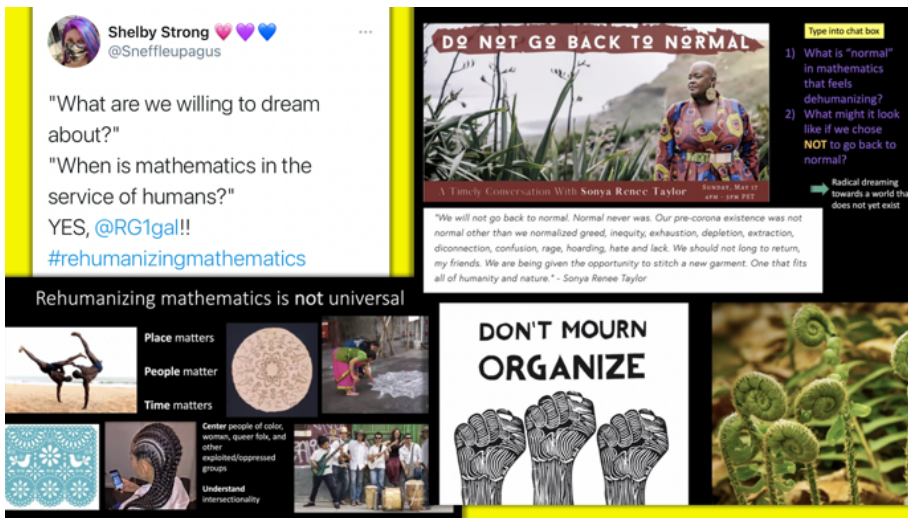 Shelby Strong 💗💜💙
@Sneffleupagus
"What are we willing to dream
about?"
"When is mathematics in the
service of humans?"
YES, @RG1gal!!
#rehumanizingmathematics
DO NOT GO BACK TO NORMAL
A Timely Conversation With Sonya Renee Taylor
Sunday, May 17
4PM - 5PM PST
"We will not go back to normal. Normal never was. Our pre-corona existence was not
normal other than we normalized greed, inequity, exhaustion, depletion, extraction,
diconnection, confusion, rage, hoarding, hate and lack. We should not long to return,
my friends. We are being given the opportunity to stitch a new garment. One that fits
all of humanity and nature." - Sonya Renee Taylor
Type into chat box
1) What is "normal"
in mathematics
that feels
dehumanizing?
2) What might it look
like if we chose
NOT to go back to
normal?
Radical dreaming
towards a world tha
does not yet exist
Rehumanizing mathematics is not universal
Place matters
People matter
Time matters
Center people of color,
womxn, queer folx, and
other
exploited/oppressed
groups
Understand
intersectionality
DON'T MOURN
ORGANIZE